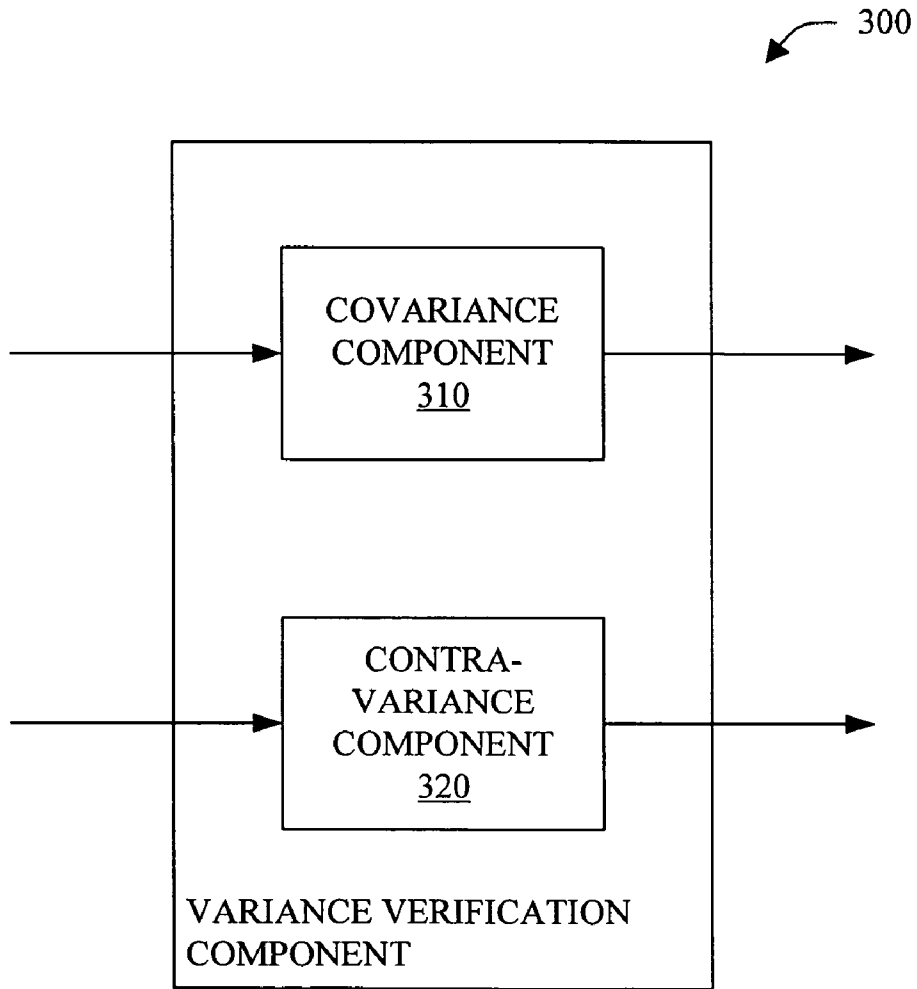 300
COVARIANCE
COMPONENT
310
CONTRA-
VARIANCE
COMPONENT
320
VARIANCE VERIFICATION
COMPONENT